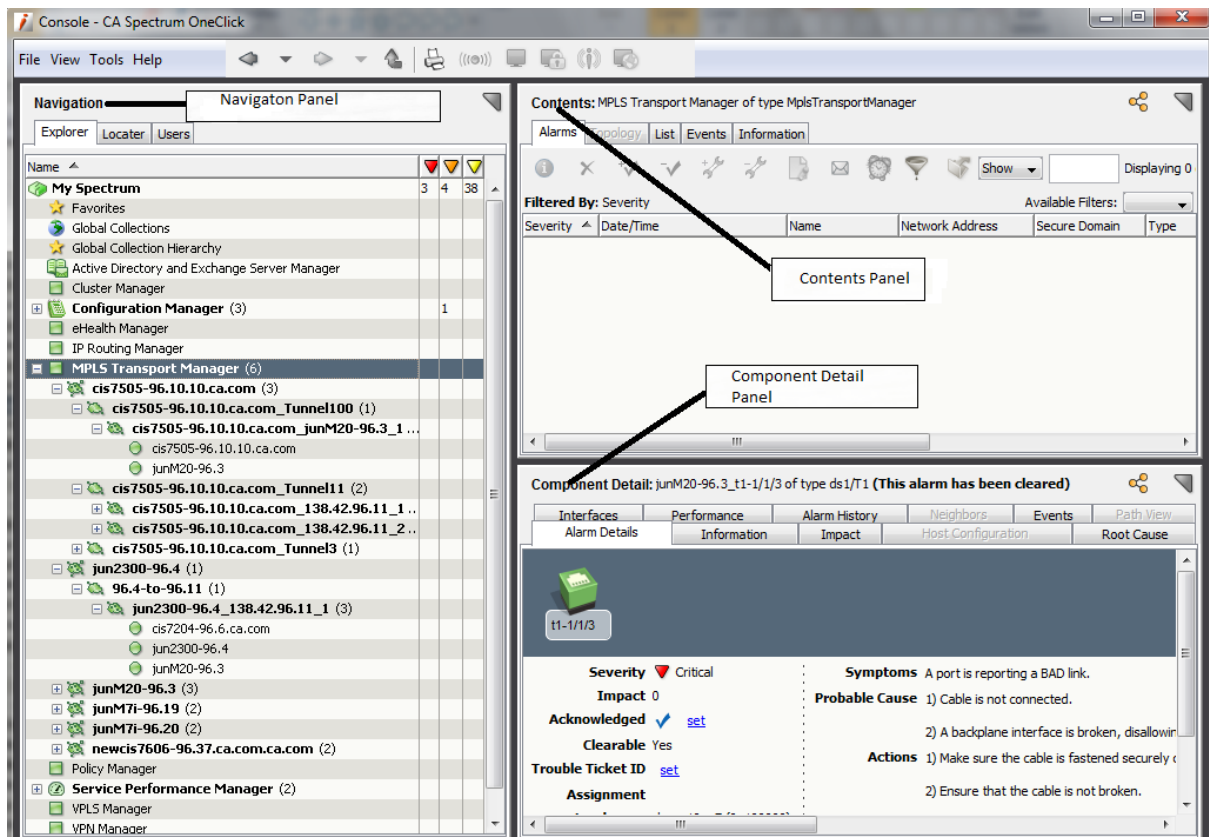 Console - CA Spectrum OneClick
File View Tools Help
Navigation
Navigaton Panel
Explorer Locater Users
Name
My Spectrum 3 4 38
Favorites
Global Collections
Global Collection Hierarchy
Active Directory and Exchange Server Manager
Cluster Manager
Configuration Manager (3) 1
eHealth Manager
IP Routing Manager
MPLS Transport Manager (6)
cis7505-96.10.10.ca.com (3)
cis7505-96.10.10.ca.com_Tunnel100 (1)
cis7505-96.10.10.ca.com_junM20-96.3_1 ...
cis7505-96.10.10.ca.com
junM20-96.3
cis7505-96.10.10.ca.com_Tunnel11 (2)
cis7505-96.10.10.ca.com_138.42.96.11_1 ..
cis7505-96.10.10.ca.com_138.42.96.11_2 ..
cis7505-96.10.10.ca.com_Tunnel3 (1)
jun2300-96.4 (1)
96.4-to-96.11 (1)
jun2300-96.4_138.42.96.11_1 (3)
cis7204-96.6.ca.com
jun2300-96.4
junM20-96.3
junM20-96.3 (3)
junM7i-96.19 (2)
junM7i-96.20 (2)
newcis7606-96.37.ca.com.ca.com (2)
Policy Manager
Service Performance Manager (2)
VPLS Manager
VPN Manager
Contents: MPLS Transport Manager of type MplsTransportManager
Alarms Topology List Events Information
Show Displaying 0
Filtered By: Severity Available Filters:
Severity Date/Time Name Network Address Secure Domain Type
Contents Panel
Component Detail
Panel
Component Detail: junM20-96.3_t1-1/1/3 of type ds1/T1 (This alarm has been cleared)
Interfaces Performance Alarm History Neighbors Events Path View
Alarm Details Information Impact Host Configuration Root Cause
t1-1/1/3
Severity Critical
Impact 0
Acknowledged set
Clearable Yes
Trouble Ticket ID set
Assignment
Symptoms A port is reporting a BAD link.
Probable Cause 1) Cable is not connected.
2) A backplane interface is broken, disallowin
Actions 1) Make sure the cable is fastened securely
2) Ensure that the cable is not broken.